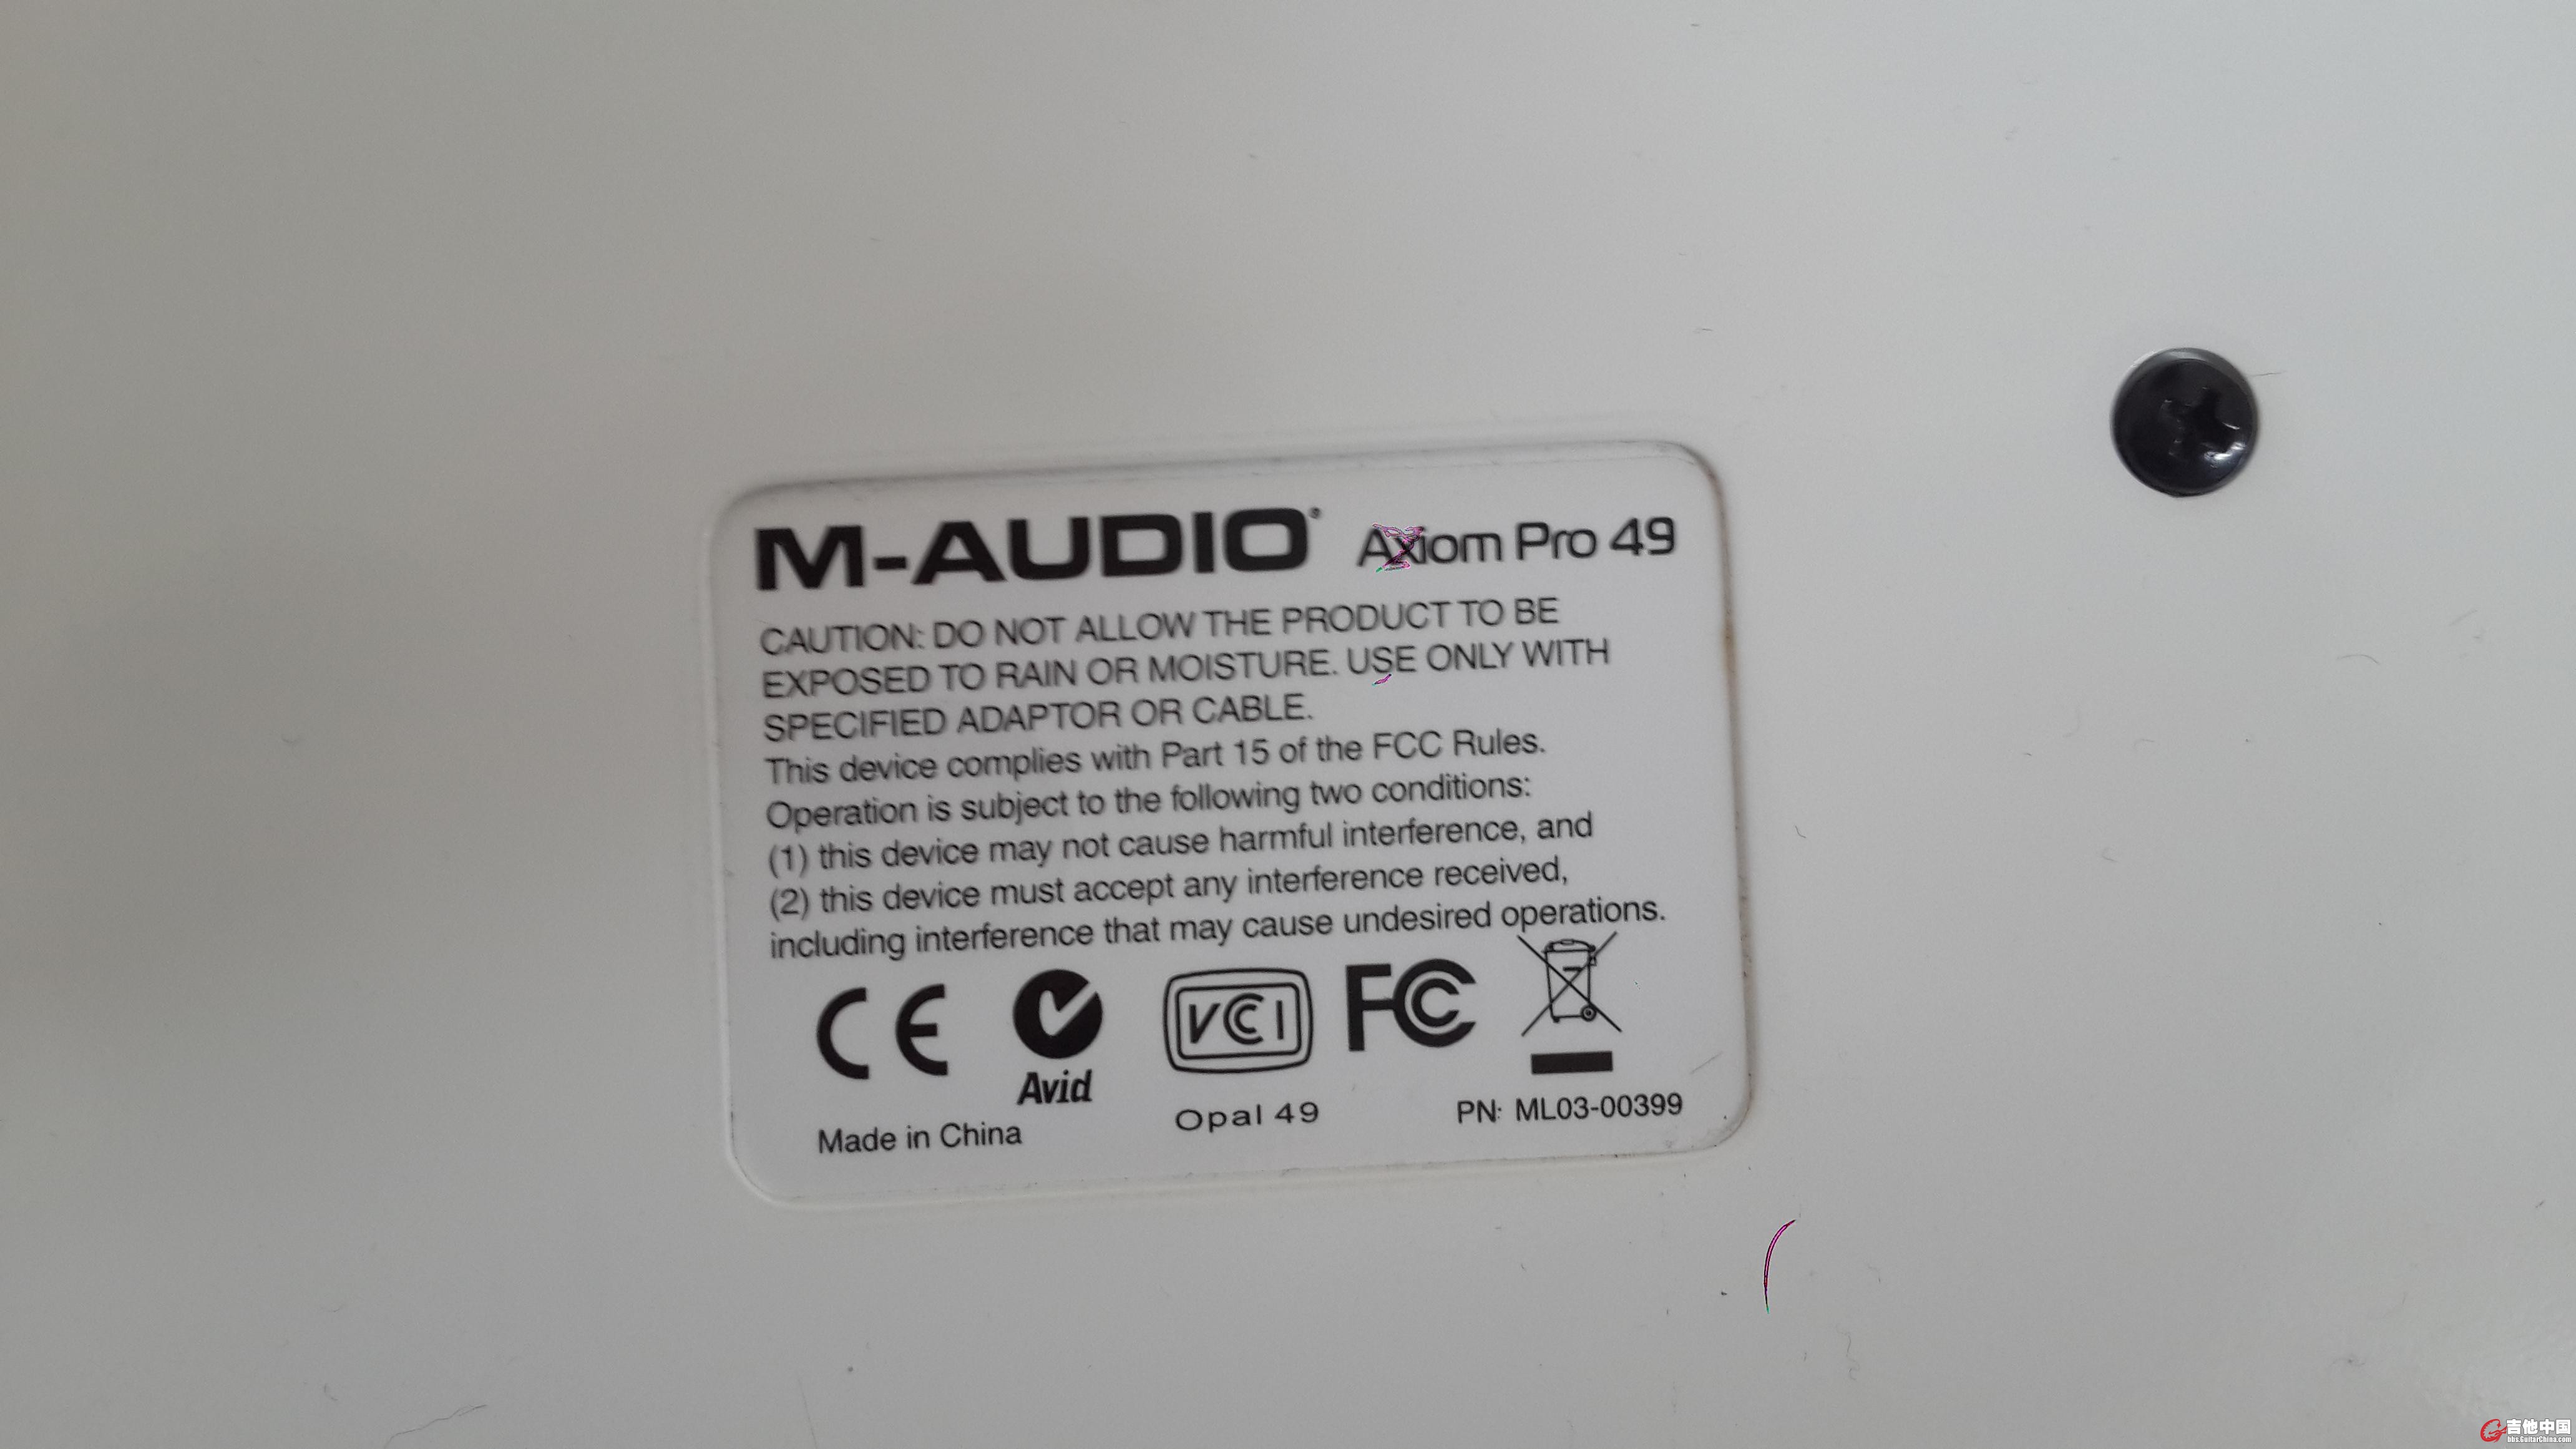 M-AUDIO® Axiom Pro 49
CAUTION: DO NOT ALLOW THE PRODUCT TO BE
EXPOSED TO RAIN OR MOISTURE. USE ONLY WITH
SPECIFIED ADAPTOR OR CABLE.
This device complies with Part 15 of the FCC Rules.
Operation is subject to the following two conditions:
(1) this device may not cause harmful interference, and
(2) this device must accept any interference received,
including interference that may cause undesired operations.
CE VCI FC
Avid
Made in China Opal 49 PN: ML03-00399
吉他中国
bbs.GuitarChina.com